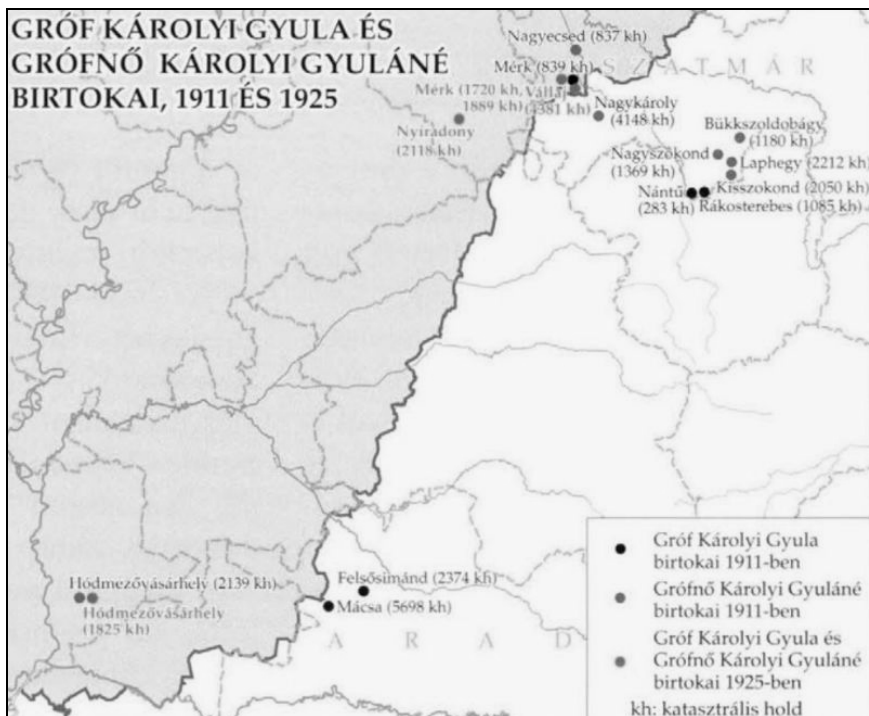 GRÓF KÁROLYI GYULA ÉS
GRÓFNŐ KÁROLYI GYULÁNÉ
BIRTOKAI, 1911 ÉS 1925
Nagyecsed (837 kh)
Mérk (839 kh)
SZATMÁR
Mérk (1720 kh,
1889 kh)
Vállaj
4381 kh)
Nagykároly
(4148 kh)
Nyíradony
(2118 kh)
Bükkszoldobágy
(1180 kh)
Nagyszokond
(1369 kh)
Laphegy (2212 kh)
Nántű
(283 kh)
Kisszokond (2050 kh)
Rákosterebes (1085 kh)
Hódmezővásárhely (2139 kh)
Hódmezővásárhely
(1825 kh)
Felsősimánd (2374 kh)
Mácsa (5698 kh)
ARAD
Gróf Károlyi Gyula
birtokai 1911-ben
Grófnő Károlyi Gyuláné
birtokai 1911-ben
Gróf Károlyi Gyula és
Grófnő Károlyi Gyuláné
birtokai 1925-ben
kh: katasztrális hold